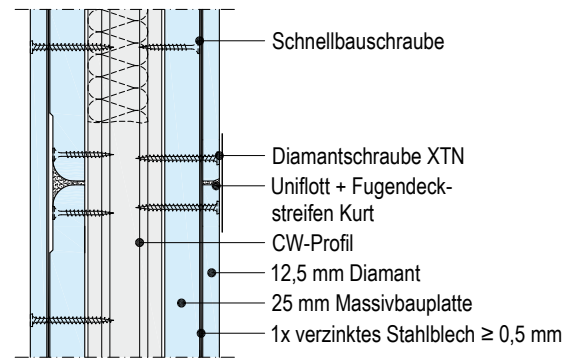 Schnellbauschraube
Diamantschraube XTN
Uniflott + Fugendeck-
streifen Kurt
CW-Profil
12,5 mm Diamant
25 mm Massivbauplatte
1x verzinktes Stahlblech ≥ 0,5 mm